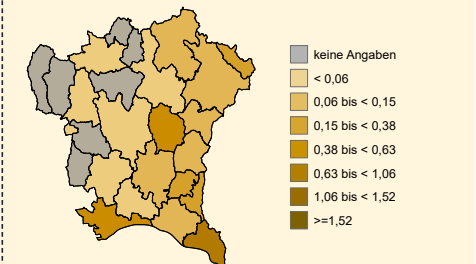 keine Angaben
< 0,06
0,06 bis < 0,15
0,15 bis < 0,38
0,38 bis < 0,63
0,63 bis < 1,06
1,06 bis < 1,52
>=1,52